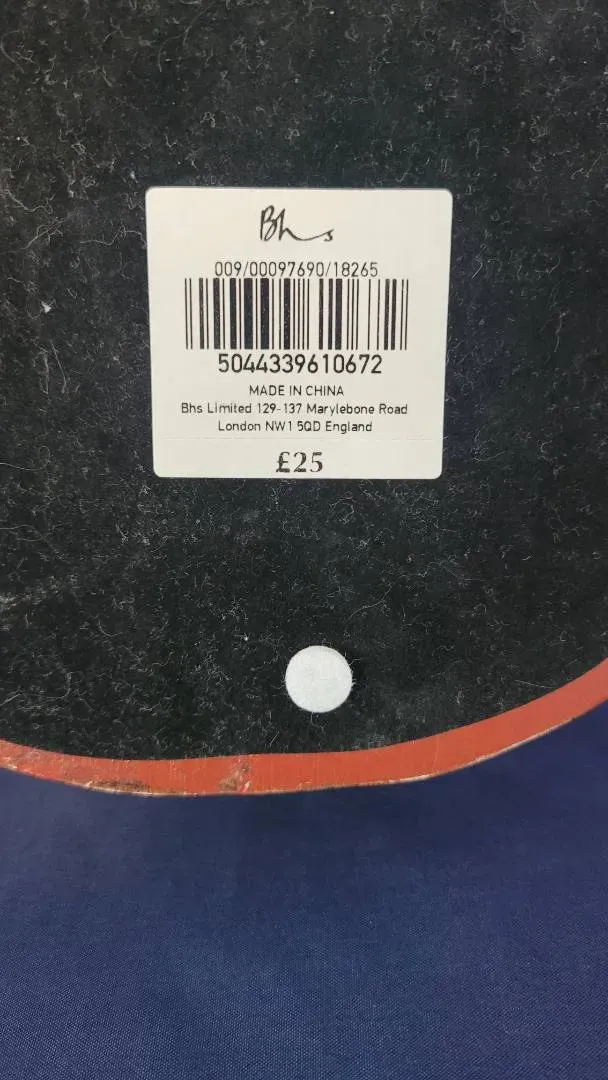 Bhs
009/00097690/18265
5044339610672
MADE IN CHINA
Bhs Limited 129-137 Marylebone Road
London NW1 5QD England
£25